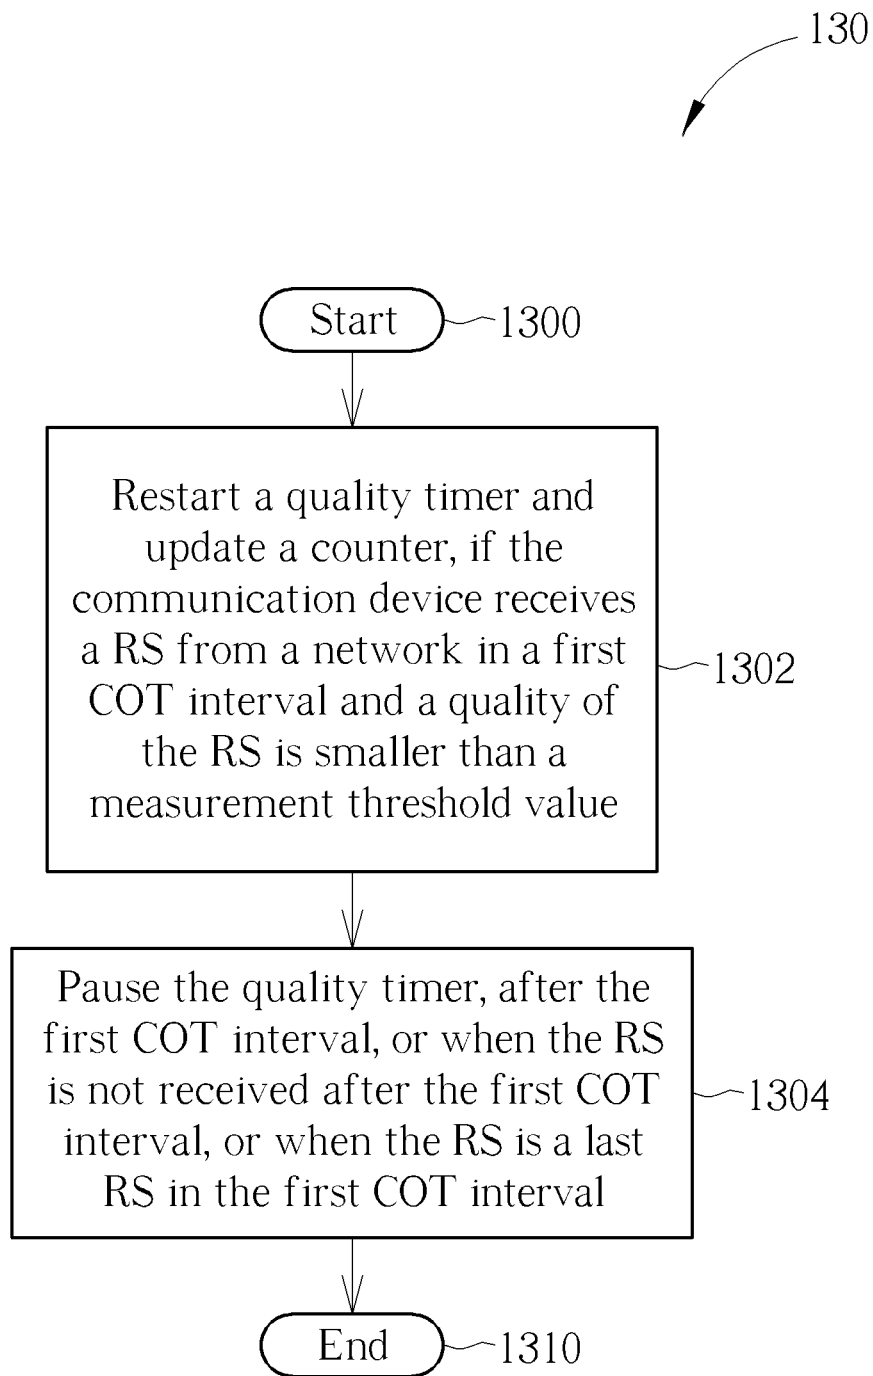 130
Start
1300
Restart a quality timer and
update a counter, if the
communication device receives
a RS from a network in a first
COT interval and a quality of
the RS is smaller than a
measurement threshold value
1302
Pause the quality timer, after the
first COT interval, or when the RS
is not received after the first COT
interval, or when the RS is a last
RS in the first COT interval
1304
End
1310